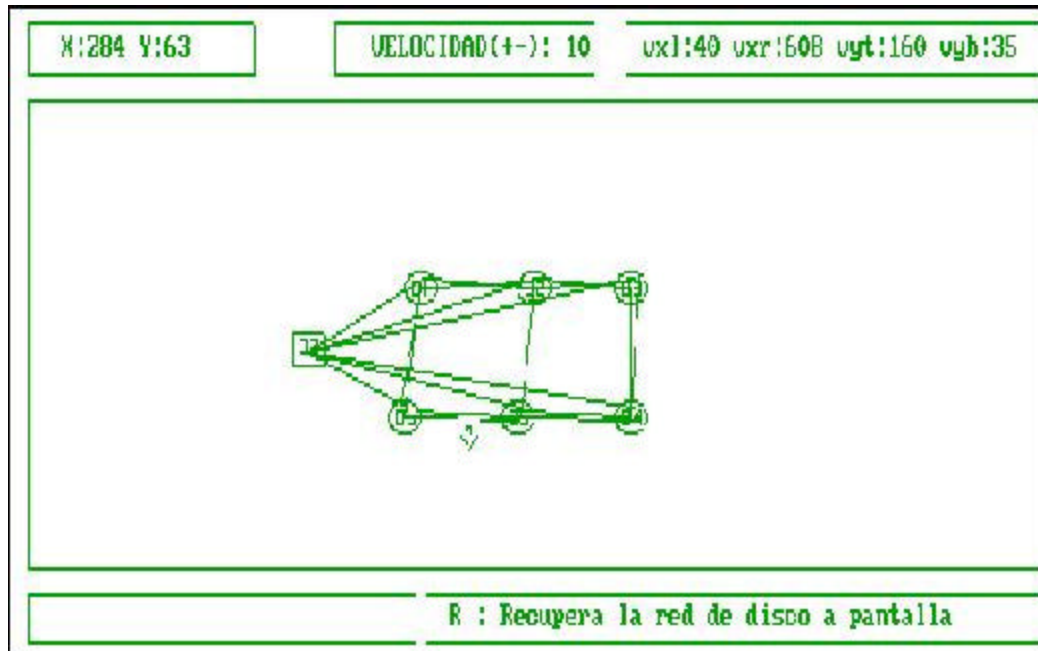 X:284 Y:63
VELOCIDAD(+-): 10
vxl:40 vxr:608 vyt:160 vyb:35
R : Recupera la red de disco a pantalla